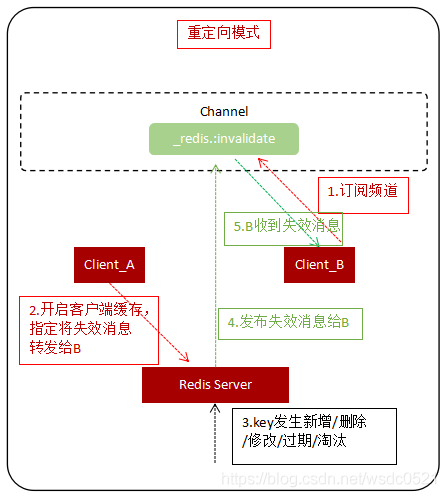 重定向模式
Channel
_redis.:invalidate
1.订阅频道
5.B收到失效消息
Client_A
Client_B
2.开启客户端缓存，
指定将失效消息
转发给B
4.发布失效消息给B
Redis Server
3.key发生新增/删除
/修改/过期/淘汰
https://blog.csdn.net/wsdc0521